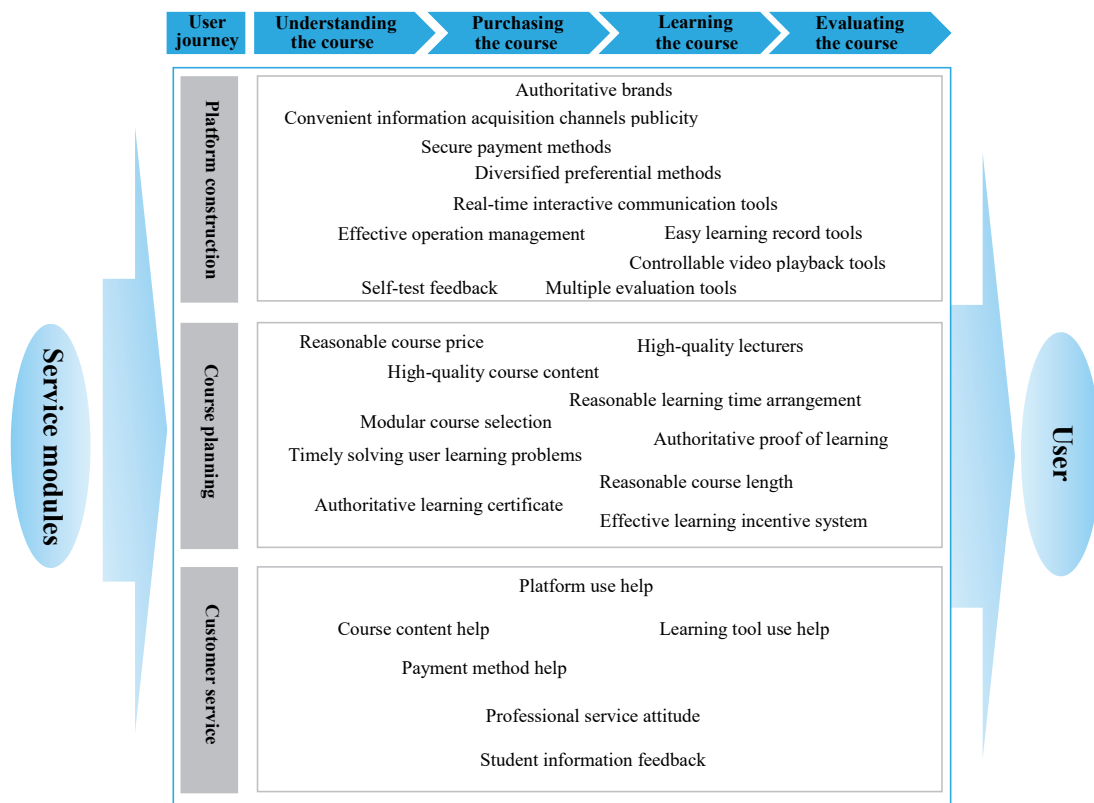 User
journey
Understanding
the course
Purchasing
the course
Learning
the course
Evaluating
the course
Service modules
Platform construction
Authoritative brands
Convenient information acquisition channels publicity
Secure payment methods
Diversified preferential methods
Real-time interactive communication tools
Effective operation management
Easy learning record tools
Controllable video playback tools
Self-test feedback
Multiple evaluation tools
Course planning
Reasonable course price
High-quality lecturers
High-quality course content
Reasonable learning time arrangement
Modular course selection
Authoritative proof of learning
Timely solving user learning problems
Reasonable course length
Authoritative learning certificate
Effective learning incentive system
Customer service
Platform use help
Course content help
Learning tool use help
Payment method help
Professional service attitude
Student information feedback
User